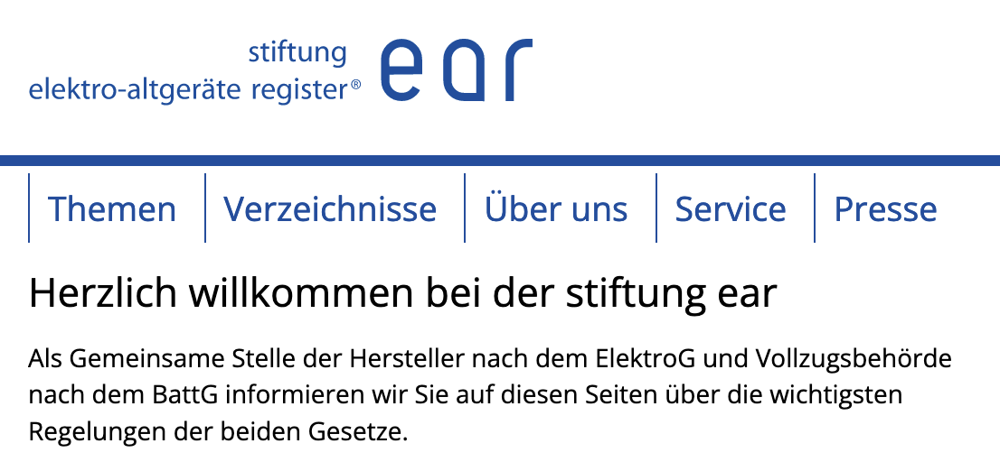 stiftung
elektro-altgeräte register®
ear
Themen
Verzeichnisse
Über uns
Service
Presse
Herzlich willkommen bei der stiftung ear
Als Gemeinsame Stelle der Hersteller nach dem ElektroG und Vollzugsbehörde
nach dem BattG informieren wir Sie auf diesen Seiten über die wichtigsten
Regelungen der beiden Gesetze.